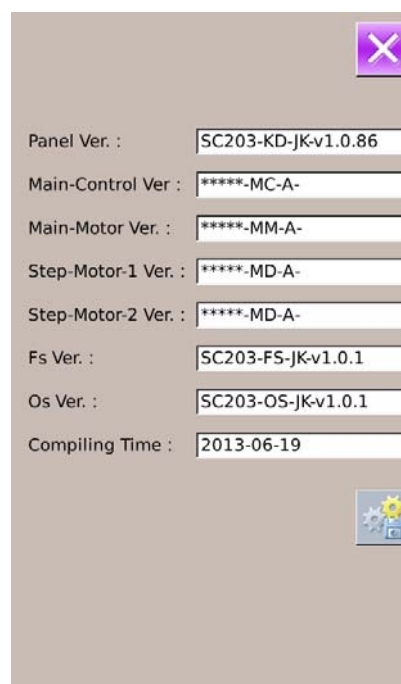 Panel Ver. : SC203-KD-JK-v1.0.86
Main-Control Ver : *****-MC-A-
Main-Motor Ver. : *****-MM-A-
Step-Motor-1 Ver. : *****-MD-A-
Step-Motor-2 Ver. : *****-MD-A-
Fs Ver. : SC203-FS-JK-v1.0.1
Os Ver. : SC203-OS-JK-v1.0.1
Compiling Time : 2013-06-19